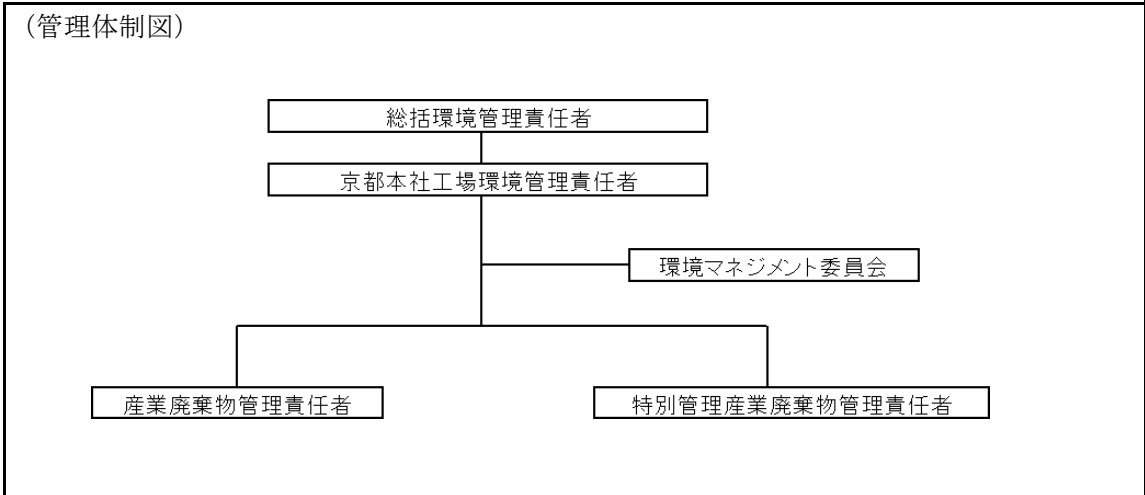 （管理体制図）
総括環境管理責任者
京都本社工場環境管理責任者
環境マネジメント委員会
産業廃棄物管理責任者
特別管理産業廃棄物管理責任者